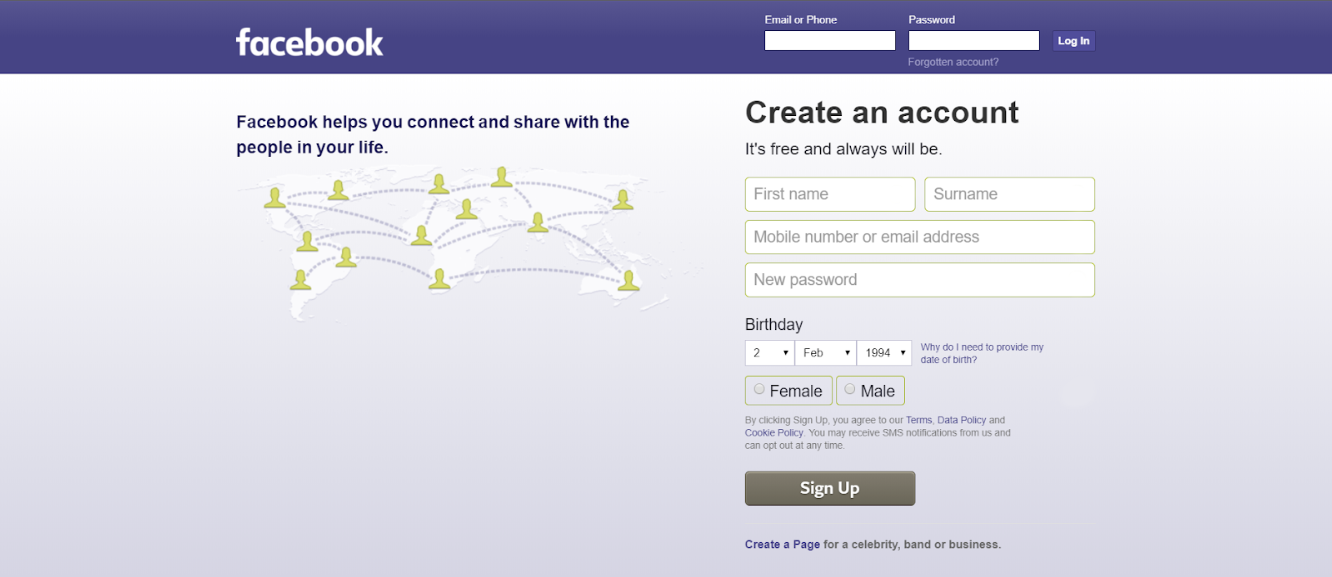 facebook
Email or Phone
Password
Log In
Forgotten account?
Facebook helps you connect and share with the
people in your life.
Create an account
It's free and always will be.
First name
Surname
Mobile number or email address
New password
Birthday
2
Feb
1994
Why do I need to provide my
date of birth?
Female
Male
By clicking Sign Up, you agree to our Terms, Data Policy and
Cookie Policy. You may receive SMS notifications from us and
can opt out at any time.
Sign Up
Create a Page for a celebrity, band or business.